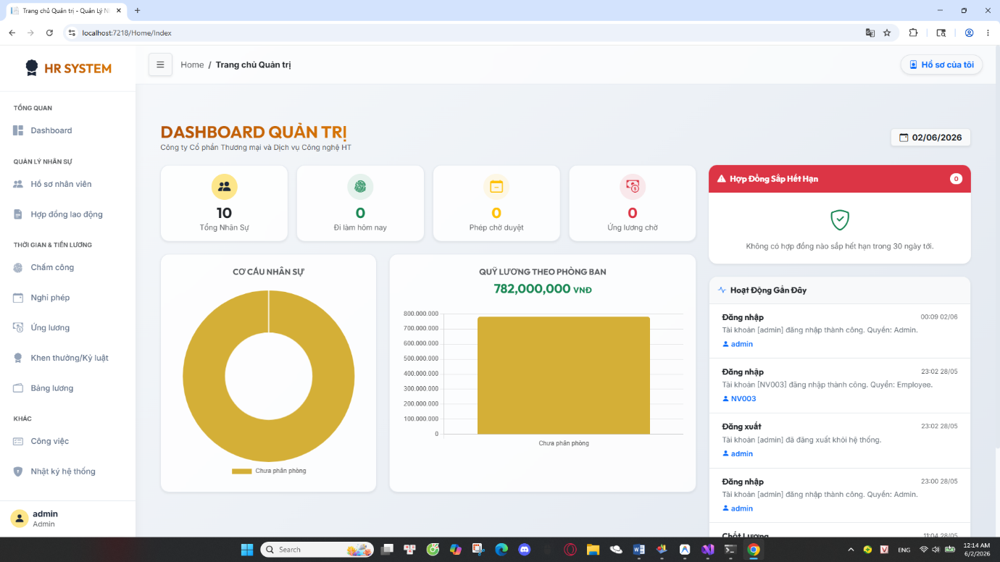 Trang chủ Quản trị - Quản Lý N
localhost:7218/Home/Index
HR SYSTEM
Home / Trang chủ Quản trị
Hồ sơ của tôi
TỔNG QUAN
Dashboard
QUẢN LÝ NHÂN SỰ
Hồ sơ nhân viên
Hợp đồng lao động
THỜI GIAN & TIỀN LƯƠNG
Chấm công
Nghỉ phép
Ứng lương
Khen thưởng/Kỷ luật
Bảng lương
KHÁC
Công việc
Nhật ký hệ thống
admin
Admin
DASHBOARD QUẢN TRỊ
Công ty Cổ phần Thương mại và Dịch vụ Công nghệ HT
02/06/2026
10
Tổng Nhân Sự
0
Đi làm hôm nay
0
Phép chờ duyệt
0
Ứng lương chờ
CƠ CẤU NHÂN SỰ
Chưa phân phòng
QUỸ LƯƠNG THEO PHÒNG BAN
782,000,000 VNĐ
800.000.000
700.000.000
600.000.000
500.000.000
400.000.000
300.000.000
200.000.000
100.000.000
0
Chưa phân phòng
Hợp Đồng Sắp Hết Hạn
0
Không có hợp đồng nào sắp hết hạn trong 30 ngày tới.
Hoạt Động Gần Đây
Đăng nhập 00:09 02/06
Tài khoản [admin] đăng nhập thành công. Quyền: Admin.
admin
Đăng nhập 23:02 28/05
Tài khoản [NV003] đăng nhập thành công. Quyền: Employee.
NV003
Đăng xuất 23:02 28/05
Tài khoản [admin] đã đăng xuất khỏi hệ thống.
admin
Đăng nhập 23:00 28/05
Tài khoản [admin] đăng nhập thành công. Quyền: Admin.
admin
Chốt Lương 11:04 28/05
Search
ENG
12:14 AM
6/2/2026